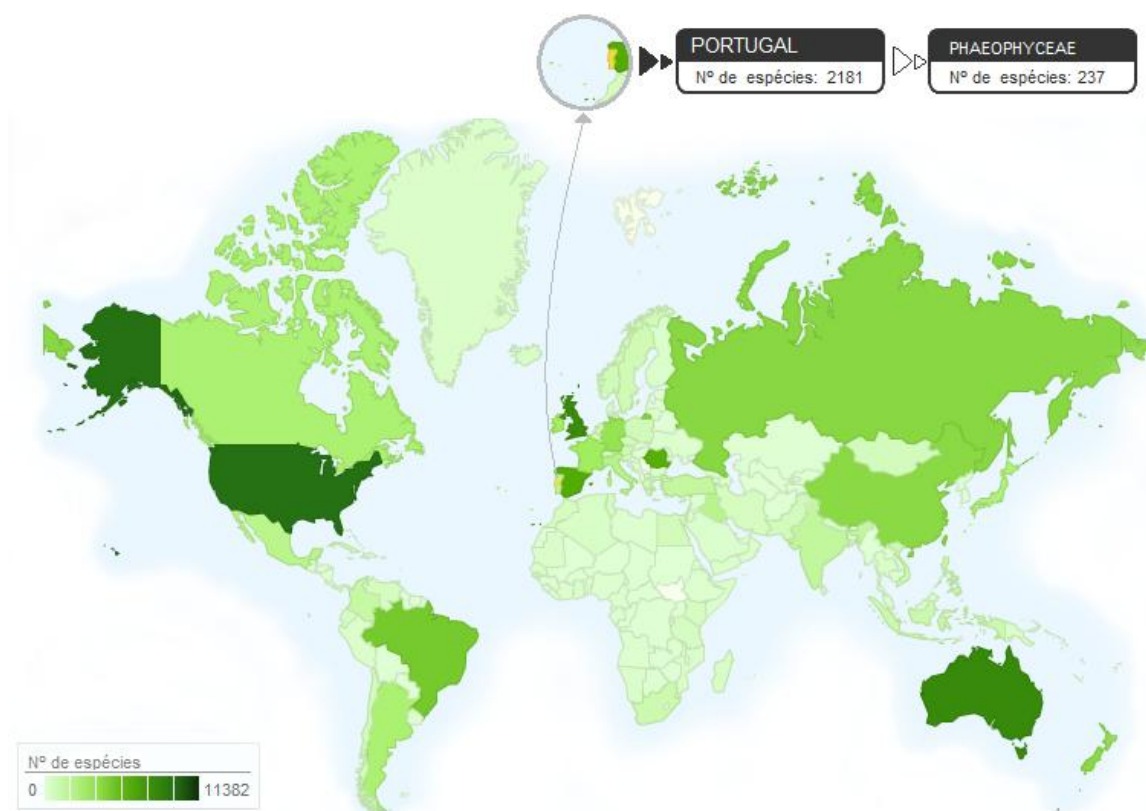 PORTUGAL
Nº de espécies: 2181
PHAEOPHYCEAE
Nº de espécies: 237
Nº de espécies
0 11382